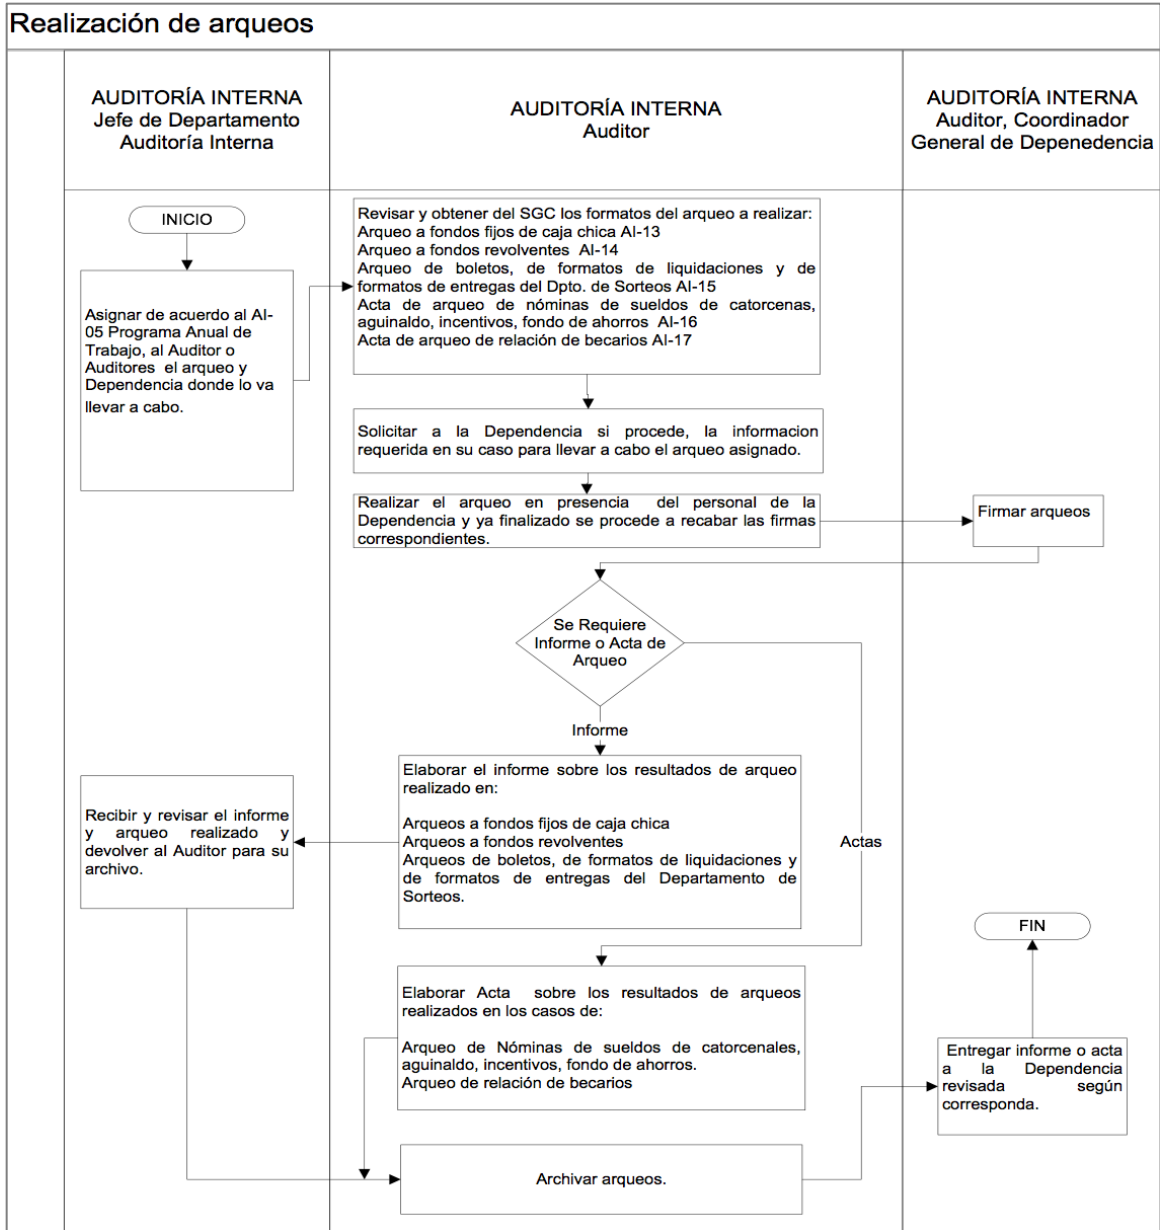 Realización de arqueos
AUDITORÍA INTERNA
Jefe de Departamento
Auditoría Interna
AUDITORÍA INTERNA
Auditor
AUDITORÍA INTERNA
Auditor, Coordinador
General de Depenedencia
INICIO
Asignar de acuerdo al AI-
05 Programa Anual de
Trabajo, al Auditor o
Auditores el arqueo y
Dependencia donde lo va
llevar a cabo.
Revisar y obtener del SGC los formatos del arqueo a realizar:
Arqueo a fondos fijos de caja chica AI-13
Arqueo a fondos revolventes AI-14
Arqueo de boletos, de formatos de liquidaciones y de
formatos de entregas del Dpto. de Sorteos AI-15
Acta de arqueo de nóminas de sueldos de catorcenas,
aguinaldo, incentivos, fondo de ahorros AI-16
Acta de arqueo de relación de becarios AI-17
Solicitar a la Dependencia si procede, la informacion
requerida en su caso para llevar a cabo el arqueo asignado.
Realizar el arqueo en presencia del personal de la
Dependencia y ya finalizado se procede a recabar las firmas
correspondientes.
Firmar arqueos
Se Requiere
Informe o Acta de
Arqueo
Informe
Elaborar el informe sobre los resultados de arqueo
realizado en:
Arqueos a fondos fijos de caja chica
Arqueos a fondos revolventes
Arqueos de boletos, de formatos de liquidaciones y
de formatos de entregas del Departamento de
Sorteos.
Actas
Recibir y revisar el informe
y arqueo realizado y
devolver al Auditor para su
archivo.
Elaborar Acta sobre los resultados de arqueos
realizados en los casos de:
Arqueo de Nóminas de sueldos de catorcenales,
aguinaldo, incentivos, fondo de ahorros.
Arqueo de relación de becarios
Archivar arqueos.
Entregar informe o acta
a la Dependencia
revisada según
corresponda.
FIN